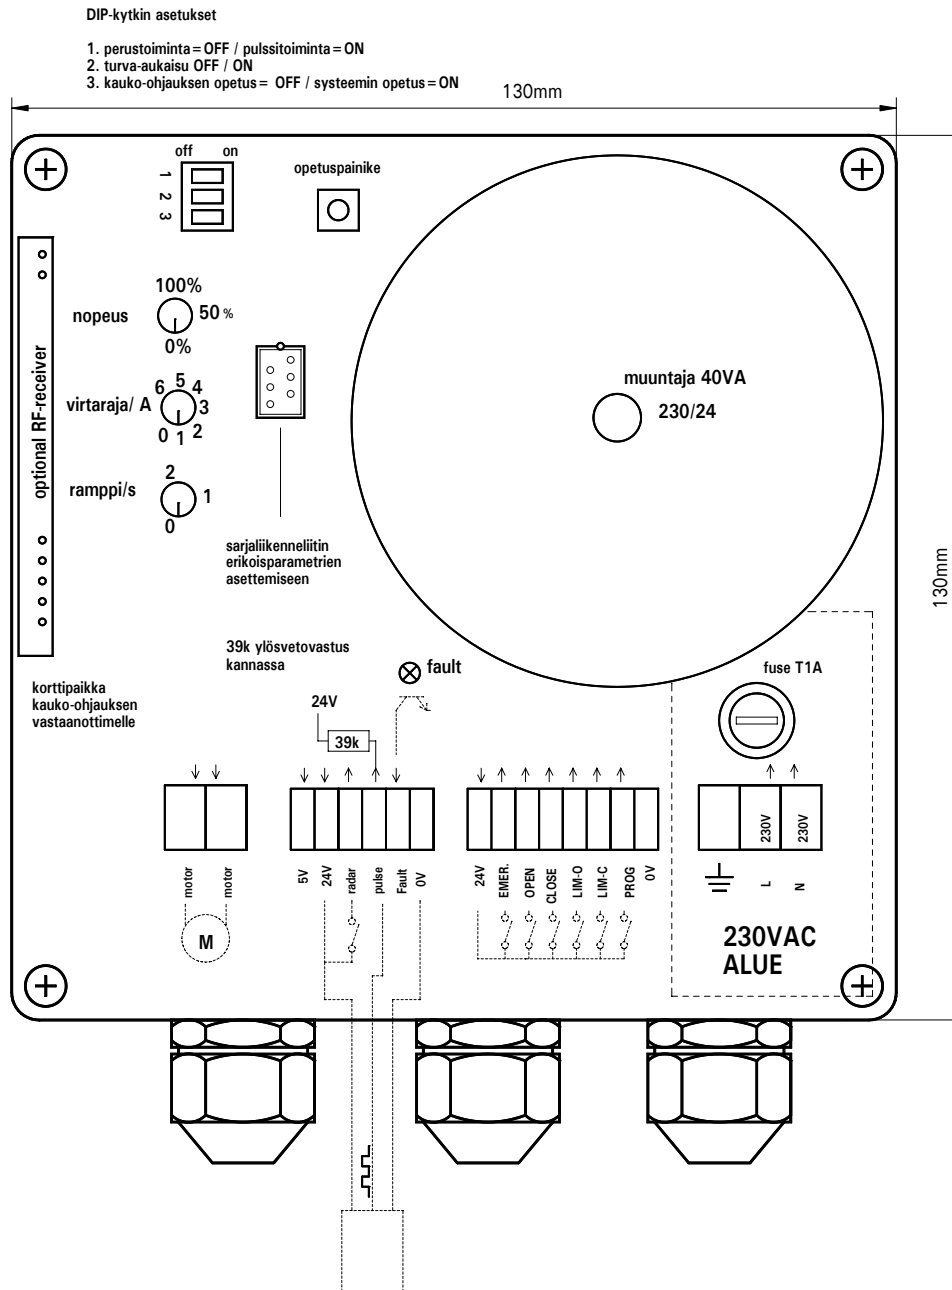 DIP-kytkin asetukset
1. perustoiminta = OFF / pulssitoiminta = ON
2. turva-aukaisu OFF / ON
3. kauko-ohjauksen opetus = OFF / systeemin opetus = ON
130mm
130mm
off on
1
2
3
opetuspainike
optional RF-receiver
nopeus
100%
50 %
0%
virtaraja/ A
6 5 4
3
0 1 2
ramppi/s
2
1
0
muuntaja 40VA
230/24
sarjaliikenneliitin
erikoisparametrien
asettemiseen
39k ylösvetovastus
kannassa
fault
fuse T1A
korttipaikka
kauko-ohjauksen
vastaanottimelle
24V
39k
230V
230V
motor
motor
M
5V
24V
radar
pulse
Fault
0V
24V
EMER.
OPEN
CLOSE
LIM-O
LIM-C
PROG
0V
L
N
230VAC
ALUE